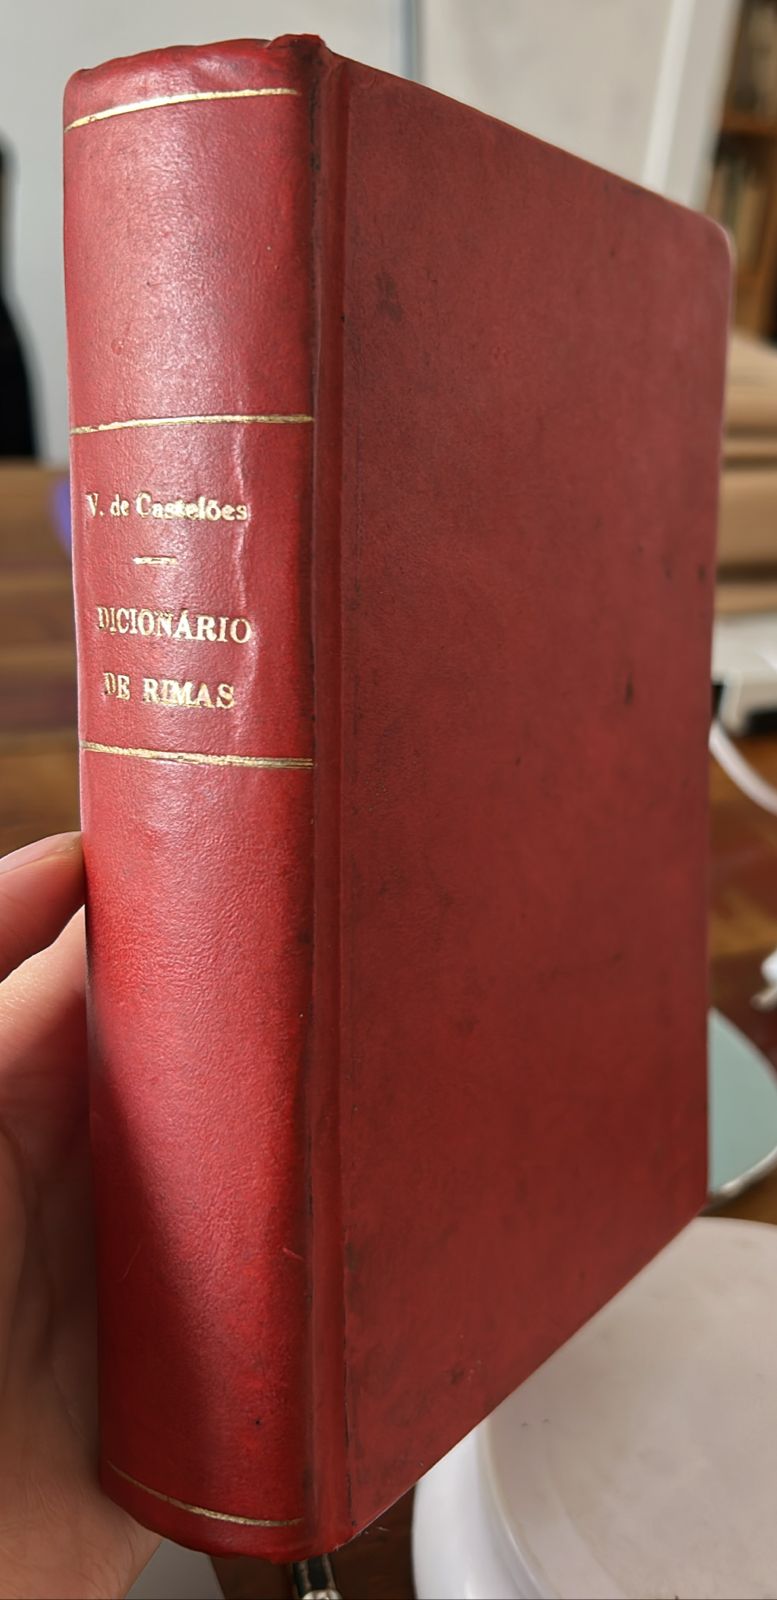 V. de Castelões
DICIONÁRIO
DE RIMAS